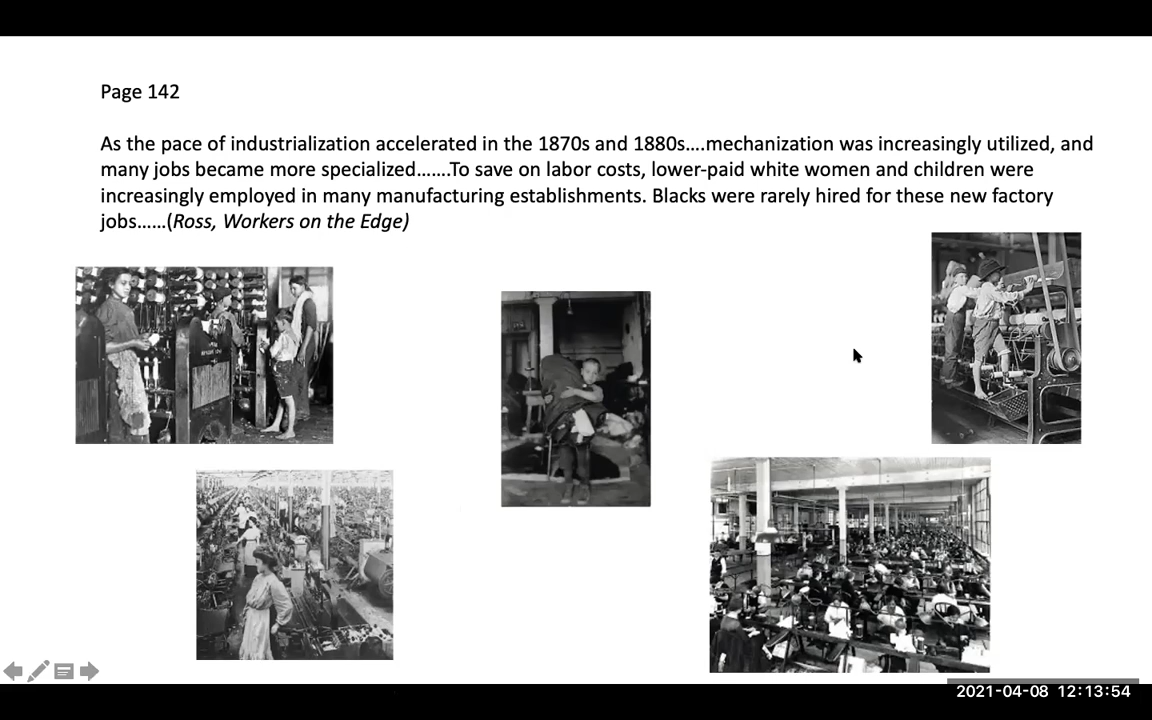 Page 142
As the pace of industrialization accelerated in the 1870s and 1880s….mechanization was increasingly utilized, and
many jobs became more specialized…….To save on labor costs, lower-paid white women and children were
increasingly employed in many manufacturing establishments. Blacks were rarely hired for these new factory
jobs……(Ross, Workers on the Edge)
2021-04-08 12:13:54